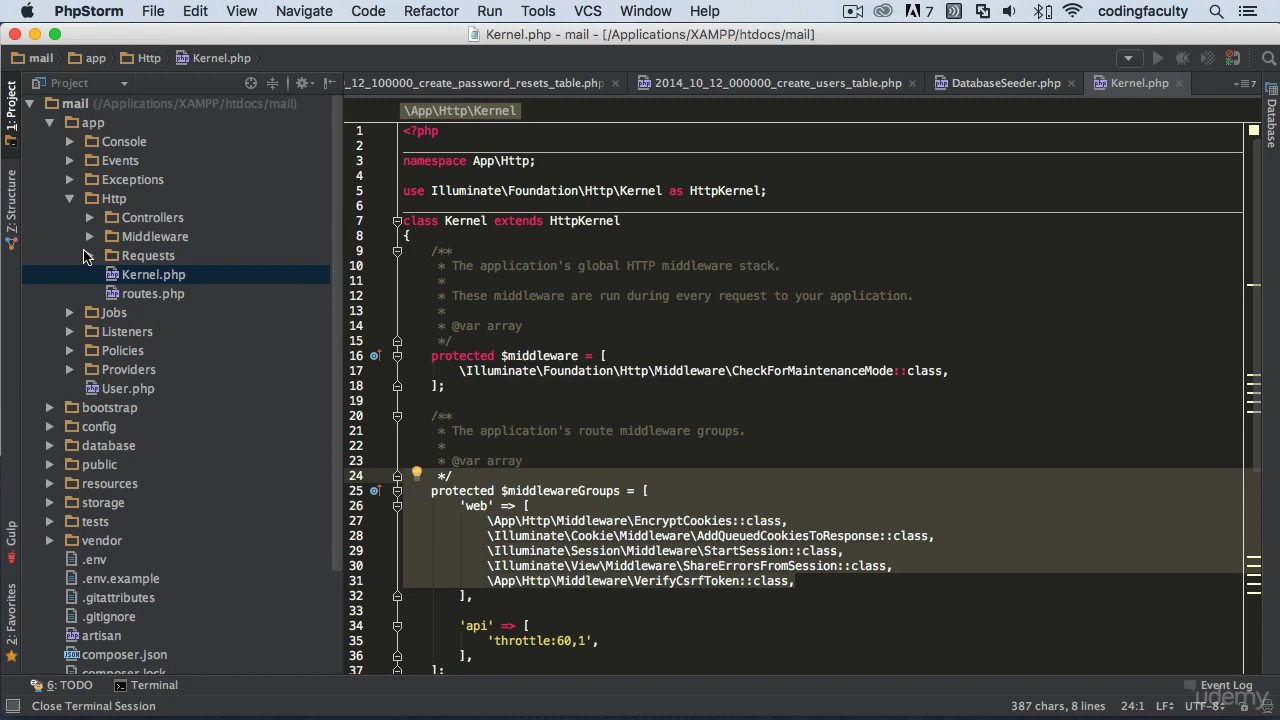 PhpStorm File Edit View Navigate Code Refactor Run Tools VCS Window Help 7 codingfaculty
Kernel.php - mail - [/Applications/XAMPP/htdocs/mail]
mail app Http Kernel.php
Project
_12_100000_create_password_resets_table.php 2014_10_12_000000_create_users_table.php DatabaseSeeder.php Kernel.php
1: Project
Z: Structure
Gulp
2: Favorites
Database
mail (/Applications/XAMPP/htdocs/mail)
app
Console
Events
Exceptions
Http
Controllers
Middleware
Requests
Kernel.php
routes.php
Jobs
Listeners
Policies
Providers
User.php
bootstrap
config
database
public
resources
storage
tests
vendor
.env
.env.example
.gitattributes
.gitignore
artisan
composer.json
composer.lock
\App\Http\Kernel
1 <?php
2
3 namespace App\Http;
4
5 use Illuminate\Foundation\Http\Kernel as HttpKernel;
6
7 class Kernel extends HttpKernel
8 {
9 /**
10 * The application's global HTTP middleware stack.
11 *
12 * These middleware are run during every request to your application.
13 *
14 * @var array
15 */
16 protected $middleware = [
17 \Illuminate\Foundation\Http\Middleware\CheckForMaintenanceMode::class,
18 ];
19
20 /**
21 * The application's route middleware groups.
22 *
23 * @var array
24 */
25 protected $middlewareGroups = [
26 'web' => [
27 \App\Http\Middleware\EncryptCookies::class,
28 \Illuminate\Cookie\Middleware\AddQueuedCookiesToResponse::class,
29 \Illuminate\Session\Middleware\StartSession::class,
30 \Illuminate\View\Middleware\ShareErrorsFromSession::class,
31 \App\Http\Middleware\VerifyCsrfToken::class,
32 ],
33
34 'api' => [
35 'throttle:60,1',
36 ],
37 ];
6: TODO Terminal Event Log
Close Terminal Session 387 chars, 8 lines 24:1 LF÷ UTF-8÷
udemy